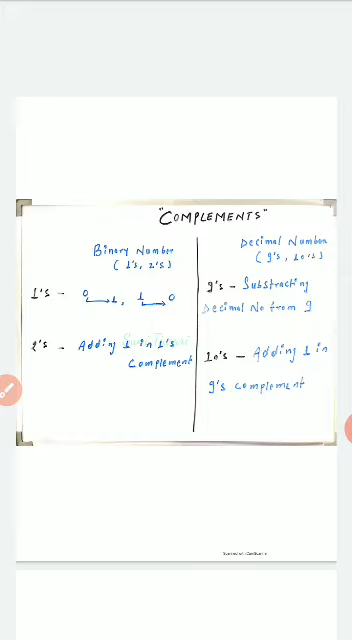 "COMPLEMENTS"
Binary Number
(1's, 2's)
1's - 0 → 1, 1 → 0
2's - Adding 1 in 1's
Complement
Decimal Number
(9's, 10's)
9's - Substracting
Decimal No from 9
10's - Adding 1 in
9's complement